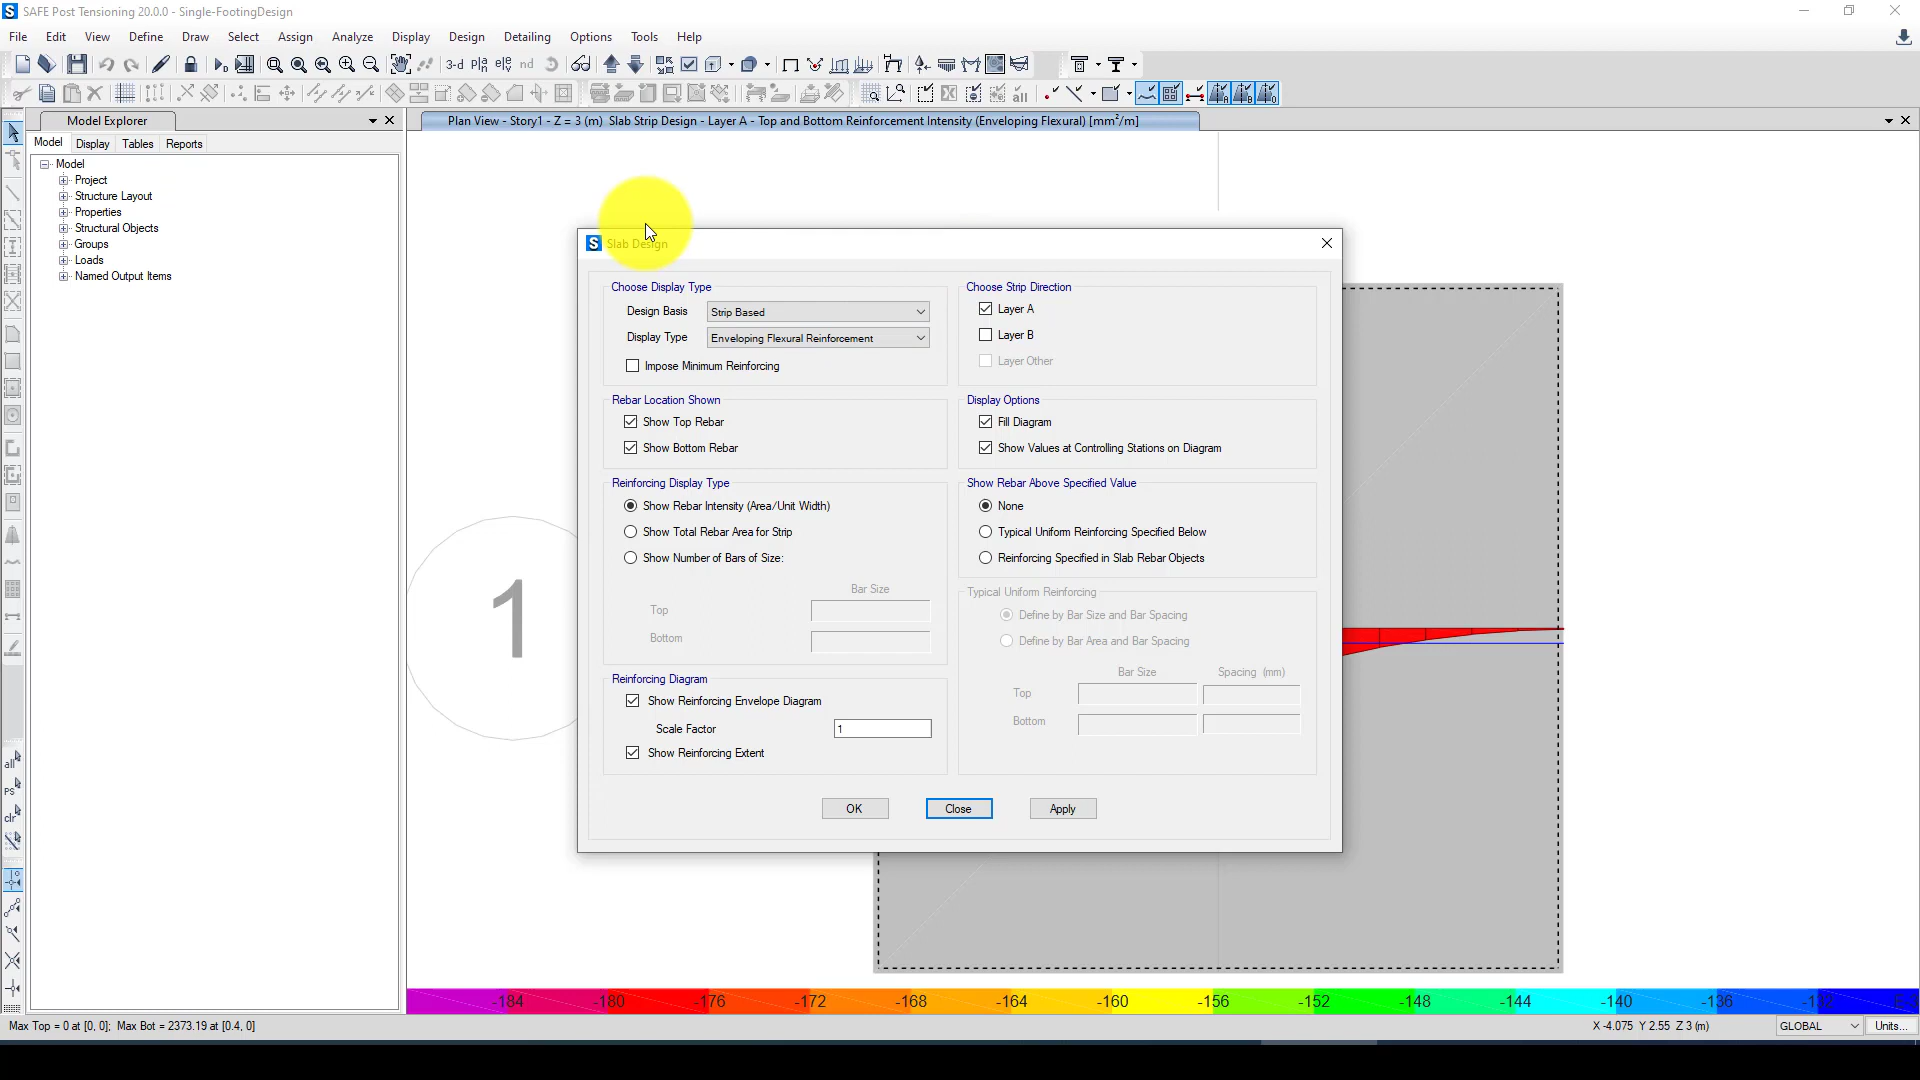 SAFE Post Tensioning 20.0.0 - Single-FootingDesign
File Edit View Define Draw Select Assign Analyze Display Design Detailing Options Tools Help
3-d
nd
all
Model Explorer
Plan View - Story1 - Z = 3 (m) Slab Strip Design - Layer A - Top and Bottom Reinforcement Intensity (Enveloping Flexural) [mm²/m]
Model Display Tables Reports
Model
Project
Structure Layout
Properties
Structural Objects
Groups
Loads
Named Output Items
Slab Design
Choose Display Type
Design Basis Strip Based
Display Type Enveloping Flexural Reinforcement
Impose Minimum Reinforcing
Choose Strip Direction
Layer A
Layer B
Layer Other
Rebar Location Shown
Show Top Rebar
Show Bottom Rebar
Display Options
Fill Diagram
Show Values at Controlling Stations on Diagram
Reinforcing Display Type
Show Rebar Intensity (Area/Unit Width)
Show Total Rebar Area for Strip
Show Number of Bars of Size:
Bar Size
Top
Bottom
Show Rebar Above Specified Value
None
Typical Uniform Reinforcing Specified Below
Reinforcing Specified in Slab Rebar Objects
Typical Uniform Reinforcing
Define by Bar Size and Bar Spacing
Define by Bar Area and Bar Spacing
Bar Size Spacing (mm)
Top
Bottom
Reinforcing Diagram
Show Reinforcing Envelope Diagram
Scale Factor 1
Show Reinforcing Extent
OK Close Apply
1
all
PS
clr
-184 -180 -176 -172 -168 -164 -160 -156 -152 -148 -144 -140 -136 -132 E-3
Max Top = 0 at [0, 0]; Max Bot = 2373.19 at [0.4, 0]
X -4.075 Y 2.55 Z 3 (m)
GLOBAL
Units...